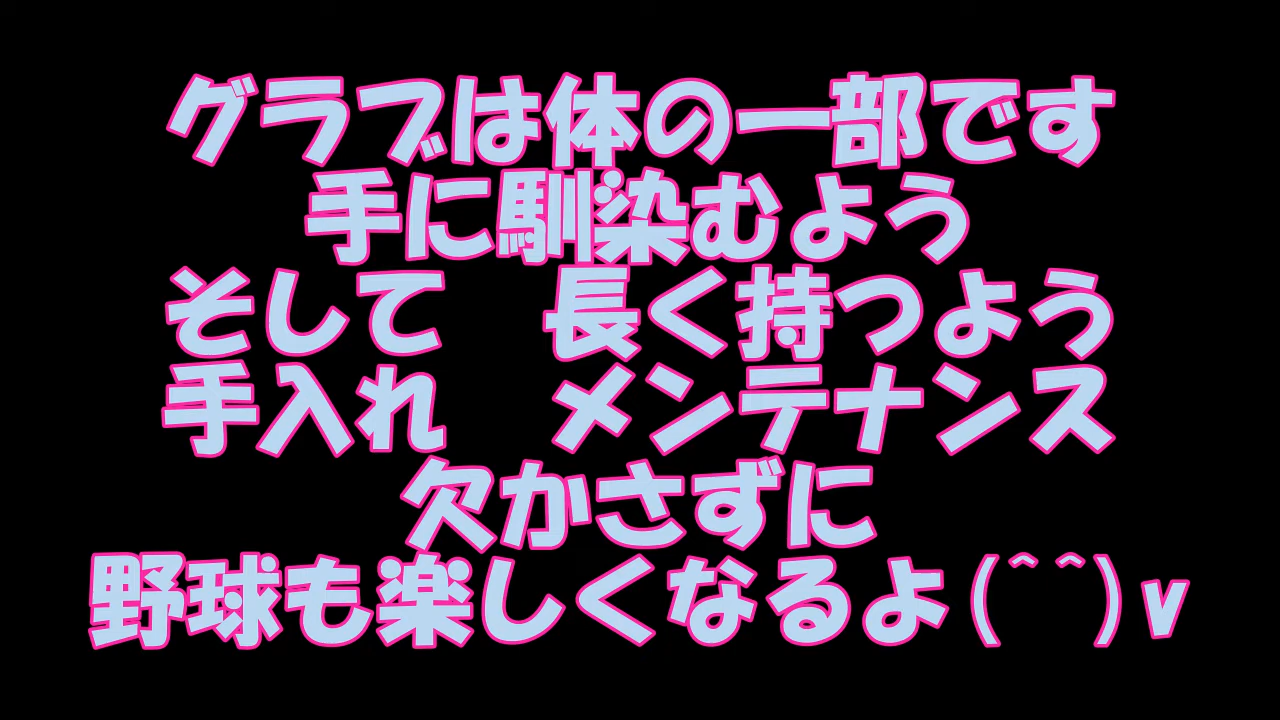 グラブは体の一部です
手に馴染むよう
そして　長く持つよう
手入れ　メンテナンス
欠かさずに
野球も楽しくなるよ(^^)v